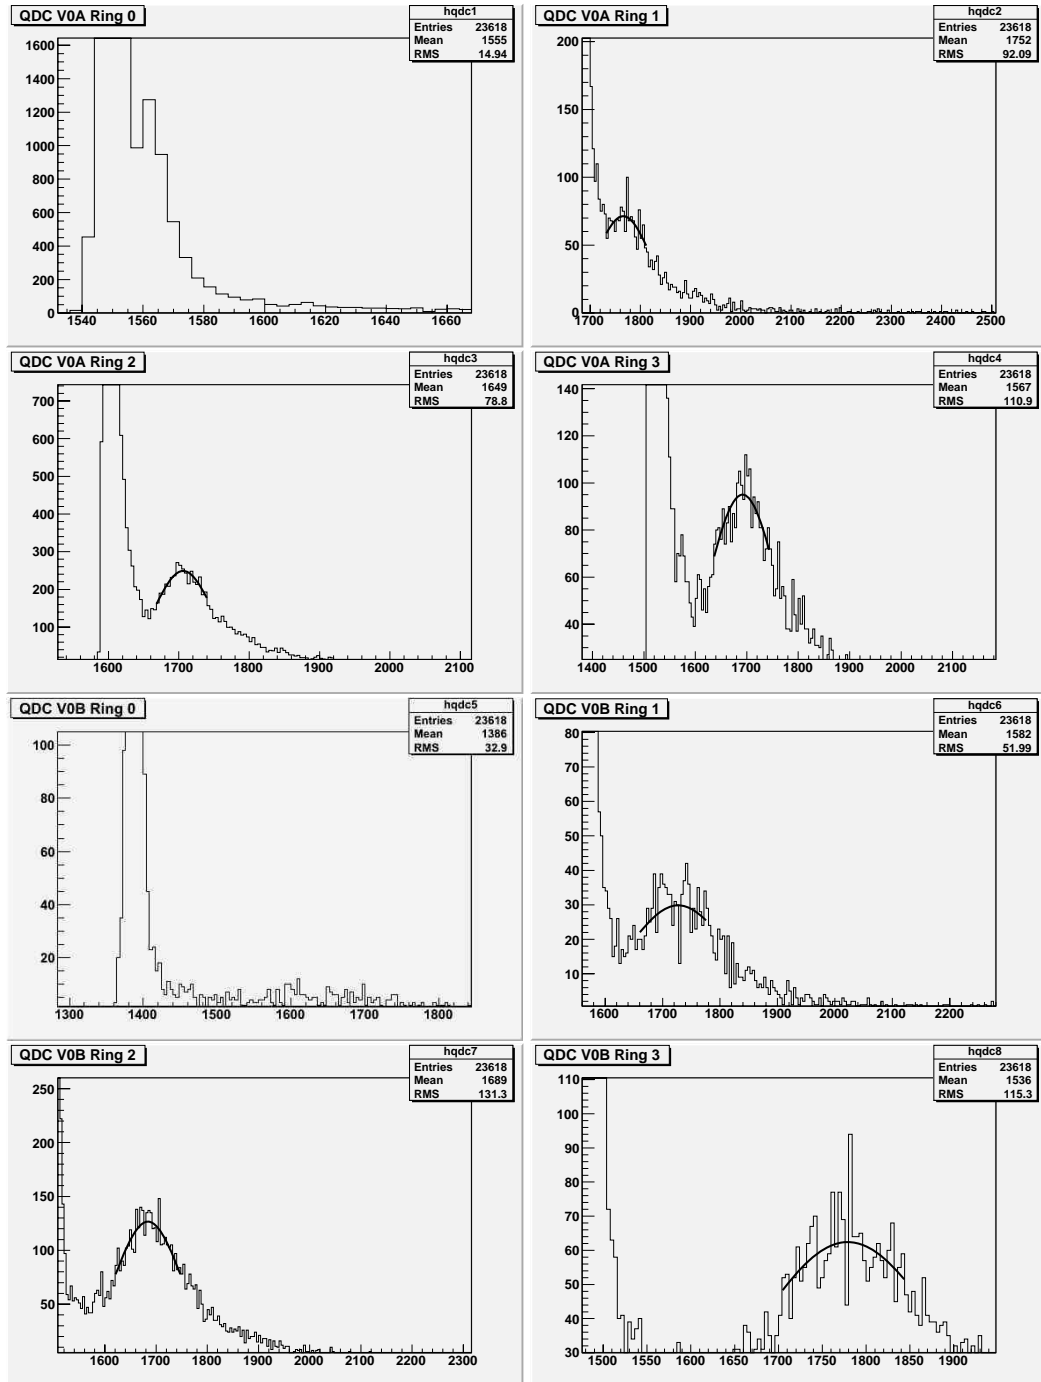 QDC V0A Ring 0
hqdc1
Entries 23618
Mean 1555
RMS 14.94
1600
1400
1200
1000
800
600
400
200
0
1540 1560 1580 1600 1620 1640 1660
QDC V0A Ring 1
hqdc2
Entries 23618
Mean 1752
RMS 92.09
200
150
100
50
0
1700 1800 1900 2000 2100 2200 2300 2400 2500
QDC V0A Ring 2
hqdc3
Entries 23618
Mean 1649
RMS 78.8
700
600
500
400
300
200
100
1600 1700 1800 1900 2000 2100
QDC V0A Ring 3
hqdc4
Entries 23618
Mean 1567
RMS 110.9
140
120
100
80
60
40
1400 1500 1600 1700 1800 1900 2000 2100
QDC V0B Ring 0
hqdc5
Entries 23618
Mean 1386
RMS 32.9
100
80
60
40
20
1300 1400 1500 1600 1700 1800
QDC V0B Ring 1
hqdc6
Entries 23618
Mean 1582
RMS 51.99
80
70
60
50
40
30
20
10
1600 1700 1800 1900 2000 2100 2200
QDC V0B Ring 2
hqdc7
Entries 23618
Mean 1689
RMS 131.3
250
200
150
100
50
1600 1700 1800 1900 2000 2100 2200 2300
QDC V0B Ring 3
hqdc8
Entries 23618
Mean 1536
RMS 115.3
110
100
90
80
70
60
50
40
30
1500 1550 1600 1650 1700 1750 1800 1850 1900